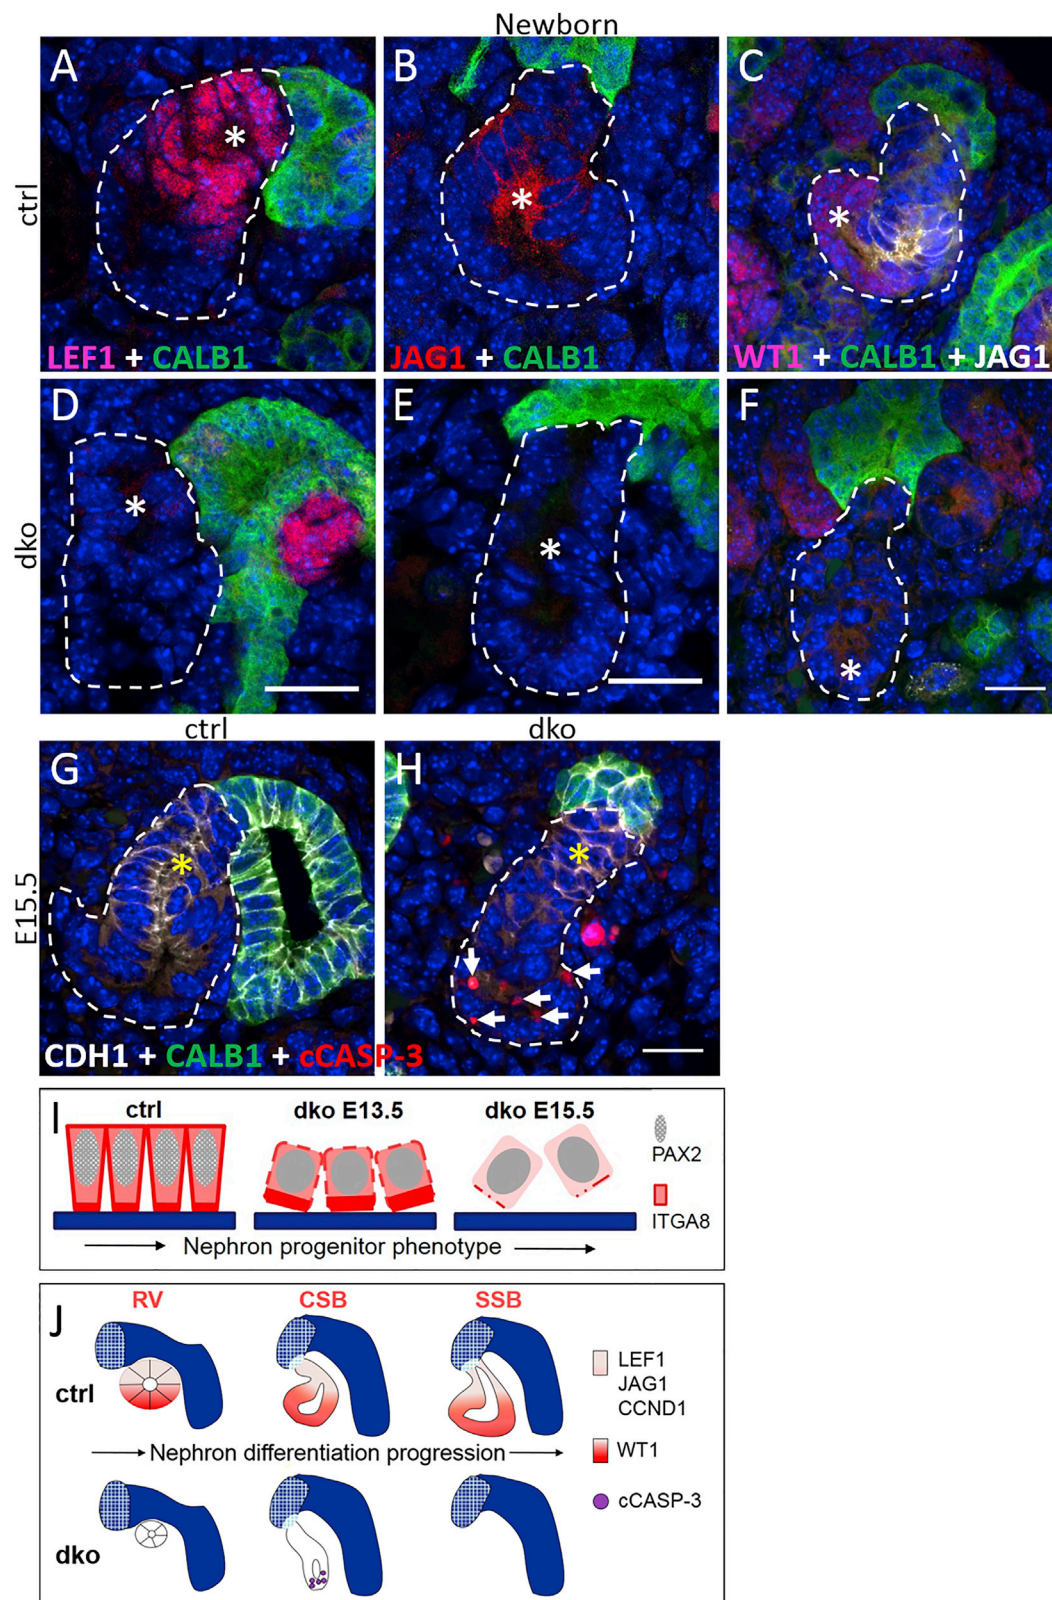 Newborn
A
B
C
ctrl
LEF1 + CALB1
JAG1 + CALB1
WT1 + CALB1 + JAG1
D
E
F
dko
ctrl
dko
G
H
E15.5
CDH1 + CALB1 + cCASP-3
I
ctrl
dko E13.5
dko E15.5
PAX2
ITGA8
Nephron progenitor phenotype
J
RV
CSB
SSB
ctrl
LEF1
JAG1
CCND1
Nephron differentiation progression
WT1
cCASP-3
dko